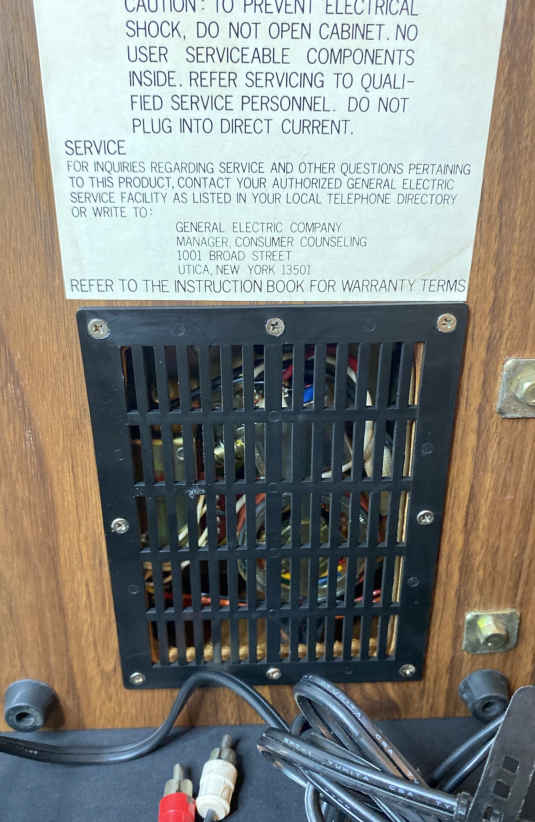 CAUTION: TO PREVENT ELECTRICAL
SHOCK, DO NOT OPEN CABINET. NO
USER SERVICEABLE COMPONENTS
INSIDE. REFER SERVICING TO QUALI-
FIED SERVICE PERSONNEL. DO NOT
PLUG INTO DIRECT CURRENT.
SERVICE
FOR INQUIRIES REGARDING SERVICE AND OTHER QUESTIONS PERTAINING
TO THIS PRODUCT, CONTACT YOUR AUTHORIZED GENERAL ELECTRIC
SERVICE FACILITY AS LISTED IN YOUR LOCAL TELEPHONE DIRECTORY
OR WRITE TO:
GENERAL ELECTRIC COMPANY
MANAGER, CONSUMER COUNSELING
1001 BROAD STREET
UTICA, NEW YORK 13501
REFER TO THE INSTRUCTION BOOK FOR WARRANTY TERMS